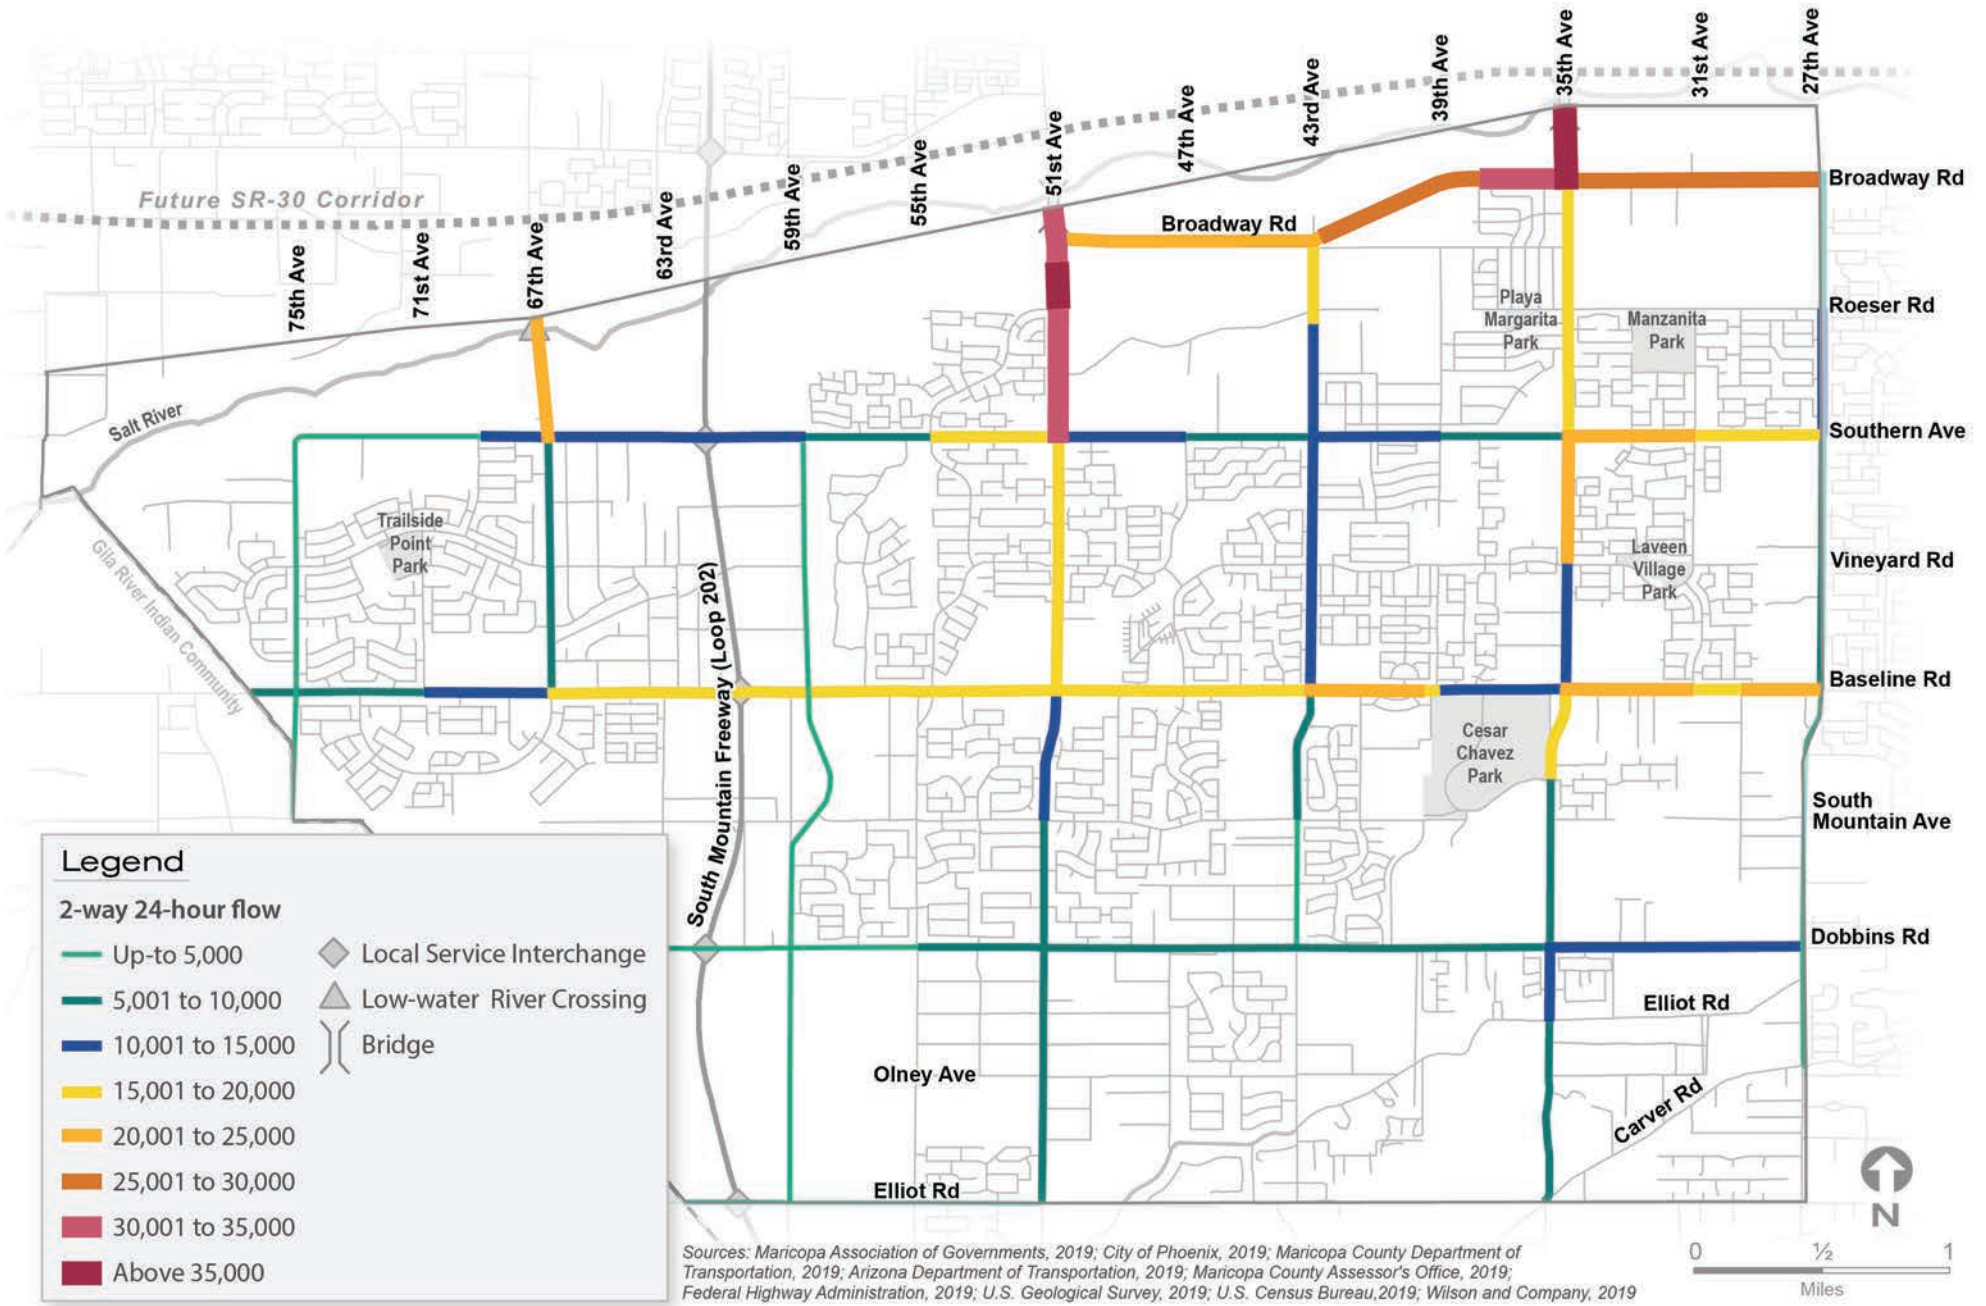 35th Ave
31st Ave
27th Ave
39th Ave
43rd Ave
47th Ave
51st Ave
55th Ave
59th Ave
63rd Ave
67th Ave
71st Ave
75th Ave
Future SR-30 Corridor
Broadway Rd
Broadway Rd
Roeser Rd
Playa
Margarita
Park
Manzanita
Park
Salt River
Southern Ave
Trailside
Point
Park
Gila River Indian Community
South Mountain Freeway (Loop 202)
Laveen
Village
Park
Vineyard Rd
Baseline Rd
Cesar
Chavez
Park
South
Mountain Ave
Dobbins Rd
Elliot Rd
Olney Ave
Carver Rd
Elliot Rd
Legend
2-way 24-hour flow
Up-to 5,000
5,001 to 10,000
10,001 to 15,000
15,001 to 20,000
20,001 to 25,000
25,001 to 30,000
30,001 to 35,000
Above 35,000
Local Service Interchange
Low-water River Crossing
Bridge
N
0 ½ 1
Miles
Sources: Maricopa Association of Governments, 2019; City of Phoenix, 2019; Maricopa County Department of
Transportation, 2019; Arizona Department of Transportation, 2019; Maricopa County Assessor's Office, 2019;
Federal Highway Administration, 2019; U.S. Geological Survey, 2019; U.S. Census Bureau,2019; Wilson and Company, 2019